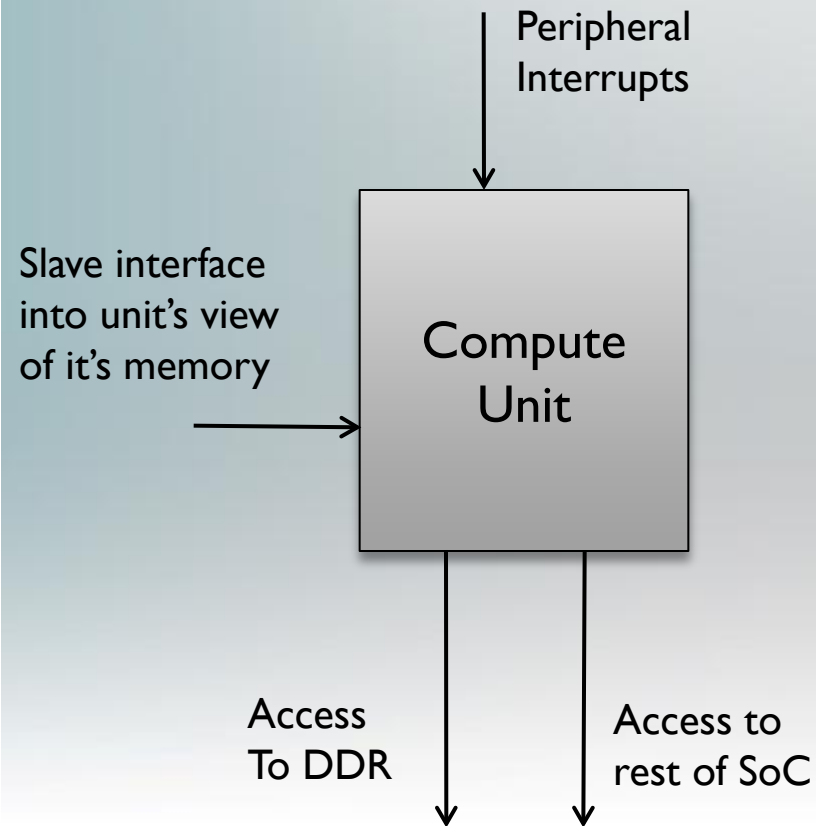 Peripheral
Interrupts
Slave interface
into unit’s view
of it’s memory
Compute
Unit
Access
To DDR
Access to
rest of SoC